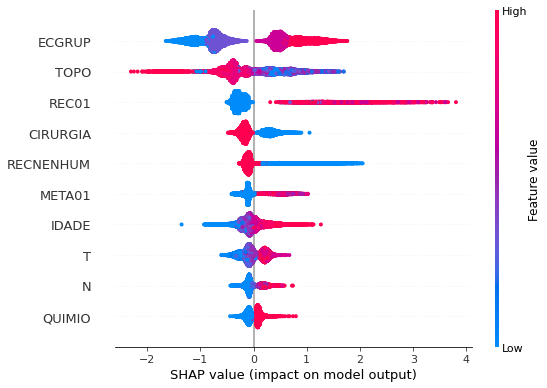 High
ECGRUP
TOPO
REC01
CIRURGIA
RECNENHUM
META01
IDADE
T
N
QUIMIO
Feature value
Low
−2 −1 0 1 2 3 4
SHAP value (impact on model output)